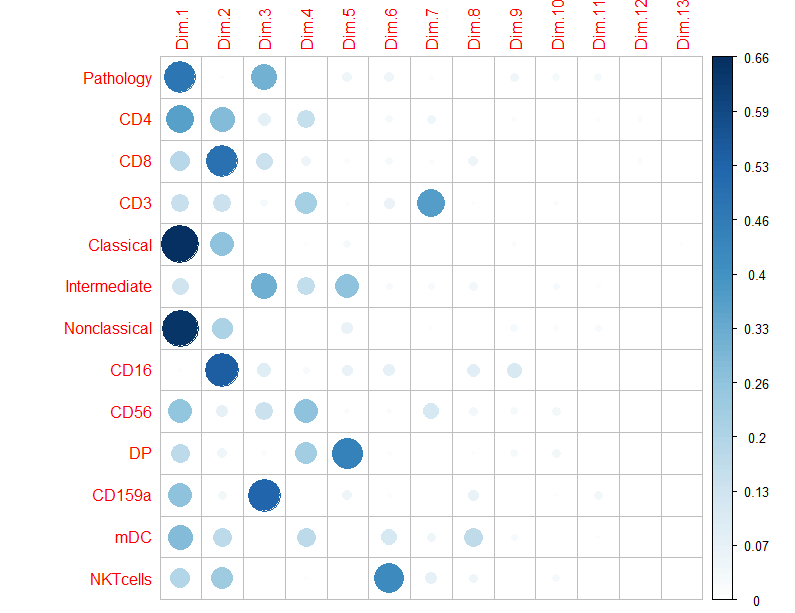 Dim.1 Dim.2 Dim.3 Dim.4 Dim.5 Dim.6 Dim.7 Dim.8 Dim.9 Dim.10 Dim.11 Dim.12 Dim.13
Pathology
CD4
CD8
CD3
Classical
Intermediate
Nonclassical
CD16
CD56
DP
CD159a
mDC
NKTcells
0.66
0.59
0.53
0.46
0.4
0.33
0.26
0.2
0.13
0.07
0